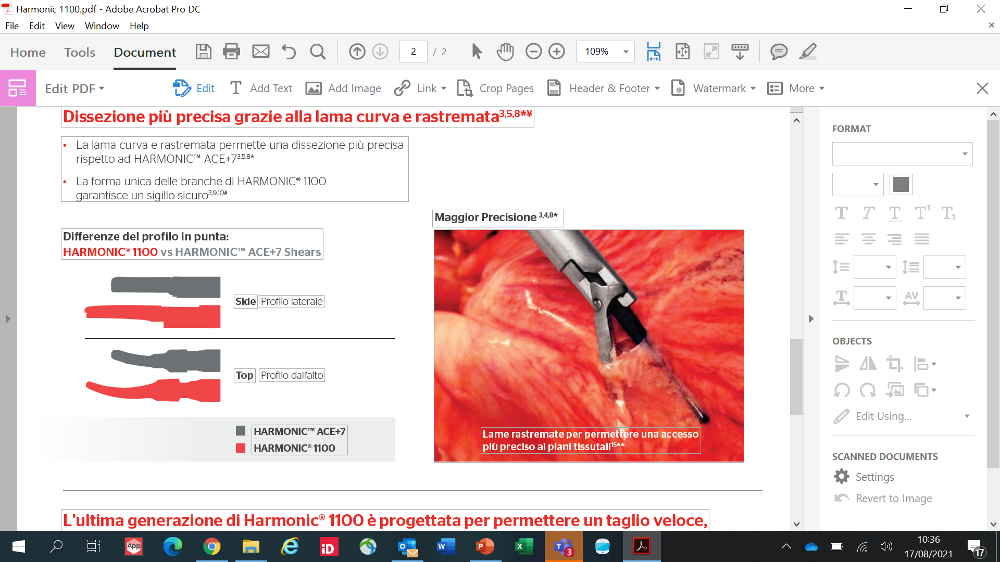 Harmonic 1100.pdf - Adobe Acrobat Pro DC
File Edit View Window Help
Home Tools Document 2 / 2 109%
Edit PDF Edit Add Text Add Image Link Crop Pages Header & Footer Watermark More
Dissezione più precisa grazie alla lama curva e rastremata3,5,8*¥
• La lama curva e rastremata permette una dissezione più precisa
rispetto ad HARMONIC™ ACE+73,5,8*
• La forma unica delle branche di HARMONIC® 1100
garantisce un sigillo sicuro3,9,10#
Differenze del profilo in punta:
HARMONIC® 1100 vs HARMONIC™ ACE+7 Shears
Side Profilo laterale
Top Profilo dall'alto
HARMONIC™ ACE+7
HARMONIC® 1100
Maggior Precisione 3,4,8*
Lame rastremate per permettere una accesso
più preciso ai piani tissutali15**
L'ultima generazione di Harmonic® 1100 è progettata per permettere un taglio veloce,
FORMAT
OBJECTS
Edit Using...
SCANNED DOCUMENTS
Settings
Revert to Image
App
iD
3
10:36
17/08/2021
17